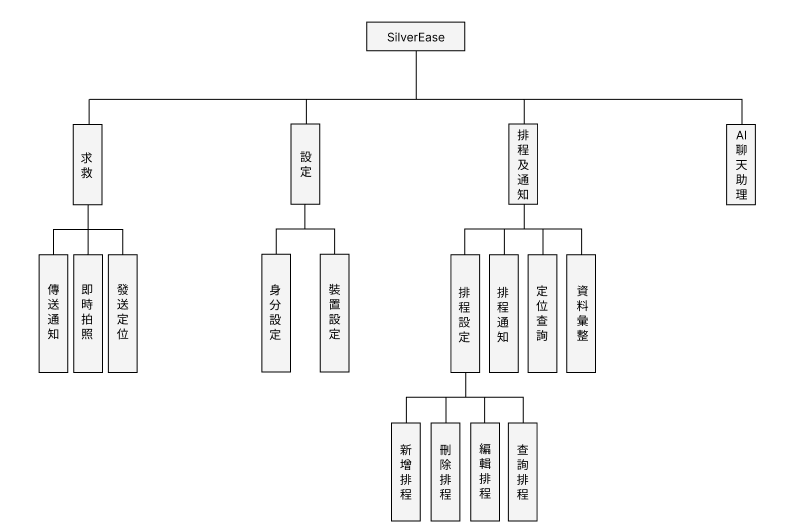 SilverEase
求救
設定
排程及通知
AI聊天助理
傳送通知
即時拍照
發送定位
身分設定
裝置設定
排程設定
排程通知
定位查詢
資料彙整
新增排程
刪除排程
編輯排程
查詢排程